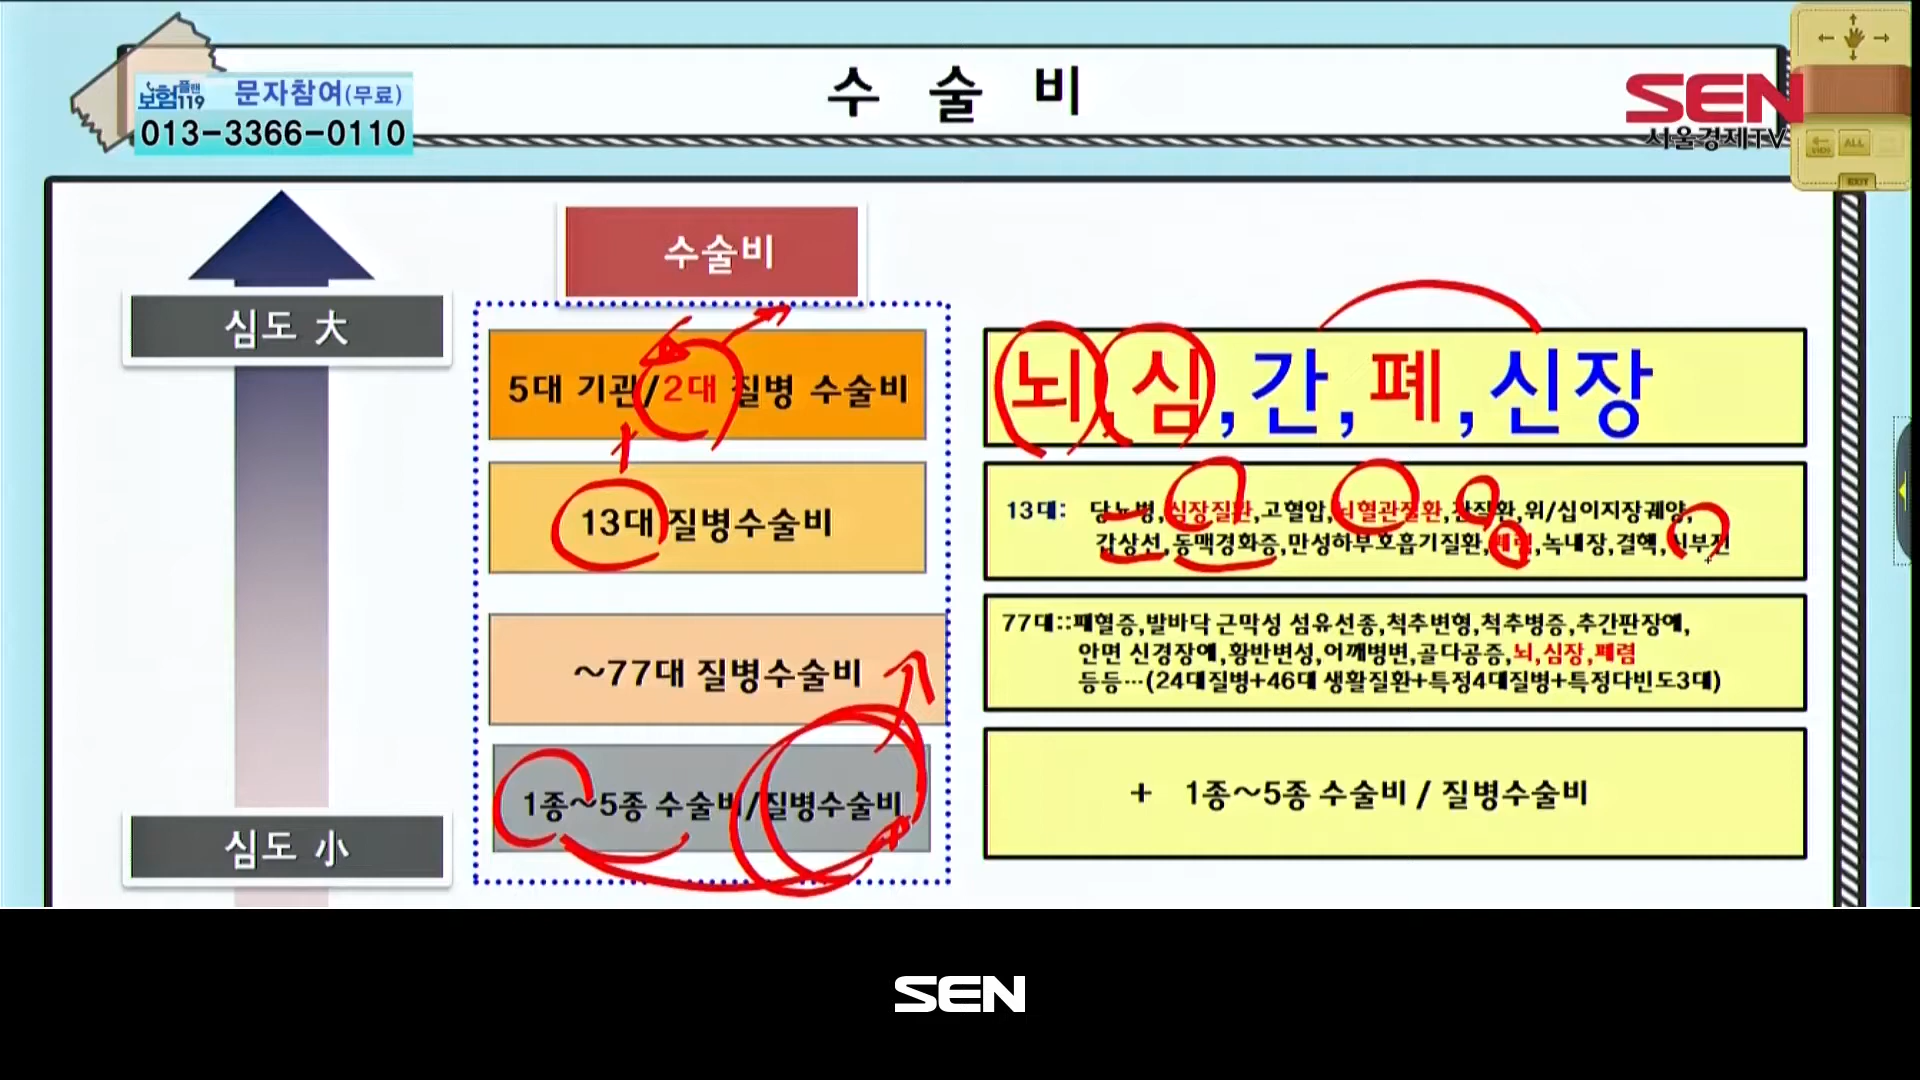 수 술 비
보험플랜119 문자참여(무료)
013-3366-0110
SEN
서울경제TV
ALL
EXIT
수술비
심도 大
5대 기관/2대 질병 수술비
뇌,심,간,폐,신장
13대 질병수술비
13대: 당뇨병,심장질환,고혈압,뇌혈관질환,간질환,위/십이지장궤양,
갑상선,동맥경화증,만성하부호흡기질환,폐렴,녹내장,결핵,신부전
~77대 질병수술비
77대::패혈증,발바닥 근막성 섬유선종,척추변형,척추병증,추간판장애,
안면 신경장애,황반변성,어깨병변,골다공증,뇌,심장,폐렴
등등…(24대질병+46대 생활질환+특정4대질병+특정다빈도3대)
심도 小
1종~5종 수술비/질병수술비
+ 1종~5종 수술비 / 질병수술비
SEN